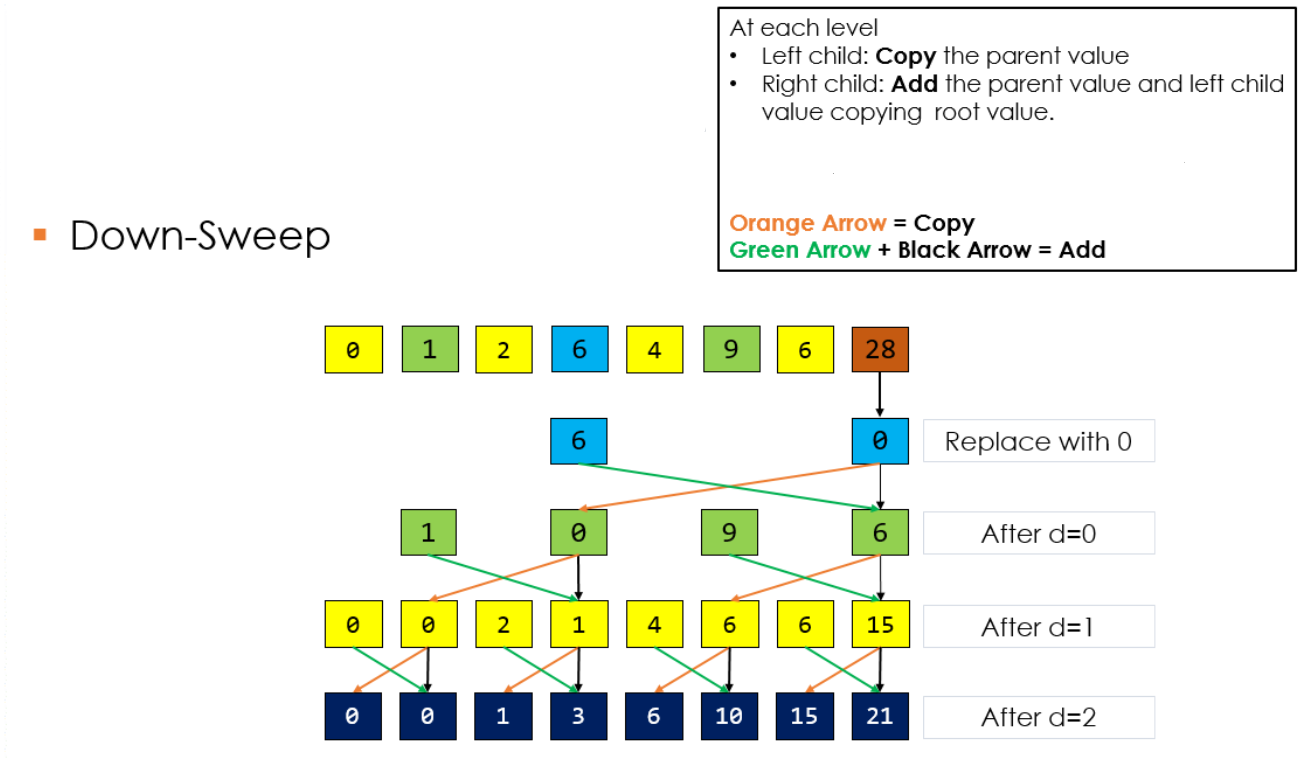 At each level
• Left child: Copy the parent value
• Right child: Add the parent value and left child
value copying root value.
Orange Arrow = Copy
Green Arrow + Black Arrow = Add
▪ Down-Sweep
0 1 2 6 4 9 6 28
6 0 Replace with 0
1 0 9 6 After d=0
0 0 2 1 4 6 6 15 After d=1
0 0 1 3 6 10 15 21 After d=2